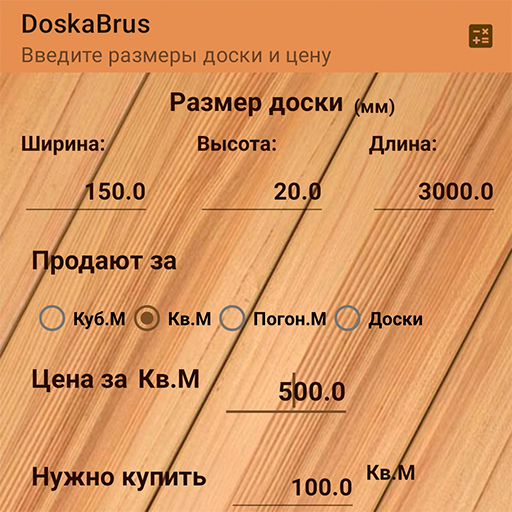 DoskaBrus
Введите размеры доски и цену
Размер доски (мм)
Ширина: Высота: Длина:
150.0 20.0 3000.0
Продают за
Куб.М Кв.М Погон.М Доски
Цена за Кв.М 500.0
Нужно купить 100.0 Кв.М